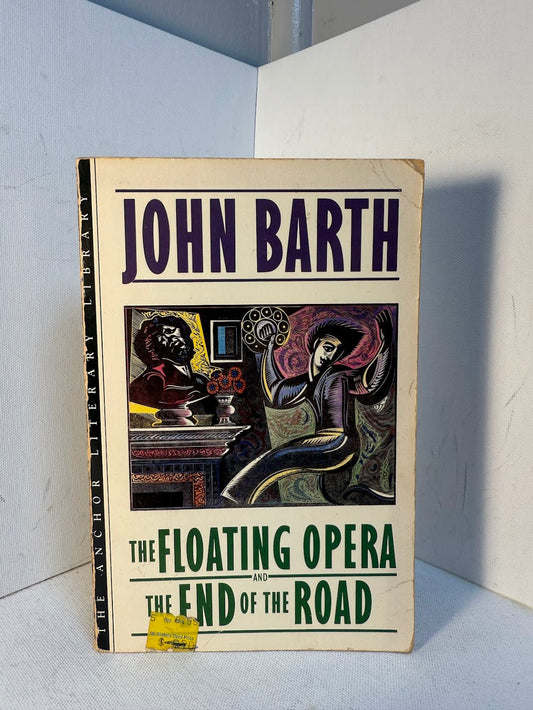 THE ANCHOR LITERARY LIBRARY
JOHN BARTH
THE FLOATING OPERA
AND
THE END OF THE ROAD